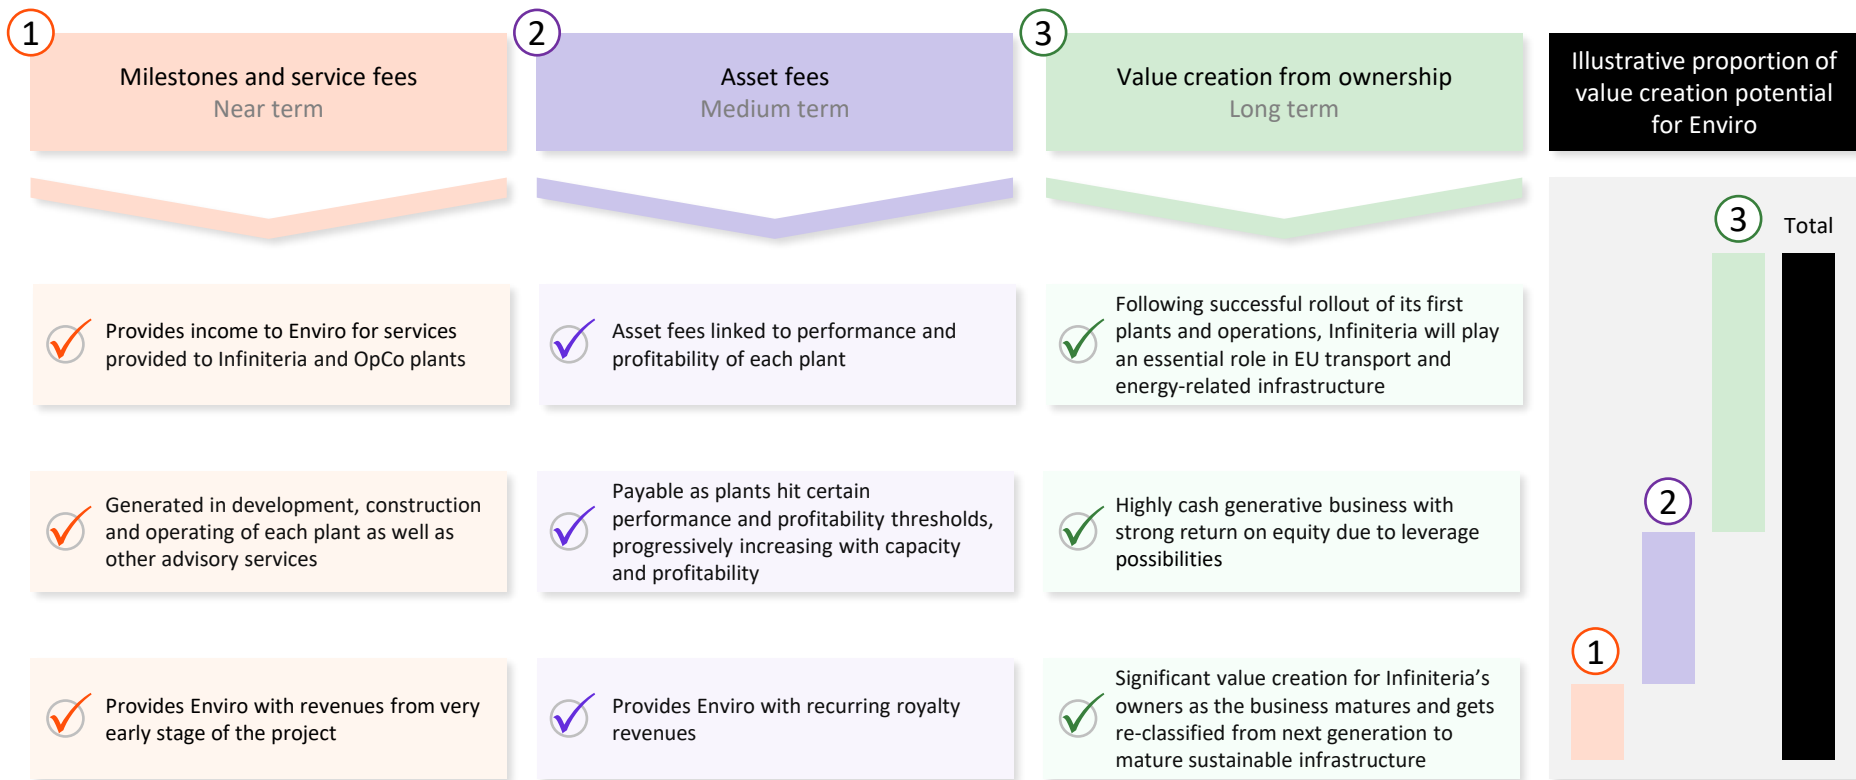 1
Milestones and service fees
Near term
2
Asset fees
Medium term
3
Value creation from ownership
Long term
Illustrative proportion of
value creation potential
for Enviro
Provides income to Enviro for services
provided to Infiniteria and OpCo plants
Generated in development, construction
and operating of each plant as well as
other advisory services
Provides Enviro with revenues from very
early stage of the project
Asset fees linked to performance and
profitability of each plant
Payable as plants hit certain
performance and profitability thresholds,
progressively increasing with capacity
and profitability
Provides Enviro with recurring royalty
revenues
Following successful rollout of its first
plants and operations, Infiniteria will play
an essential role in EU transport and
energy-related infrastructure
Highly cash generative business with
strong return on equity due to leverage
possibilities
Significant value creation for Infiniteria’s
owners as the business matures and gets
re-classified from next generation to
mature sustainable infrastructure
3
Total
2
1